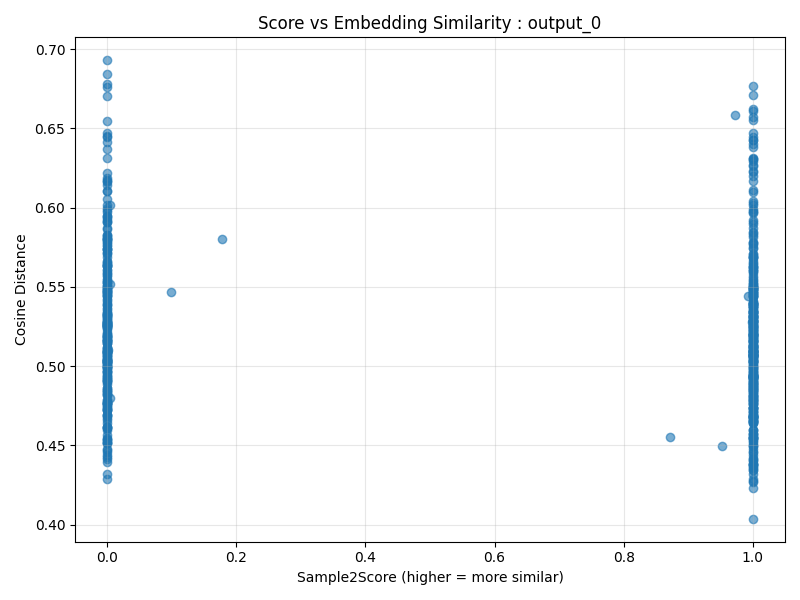 Score vs Embedding Similarity : output_0
0.70
0.65
0.60
0.55
0.50
0.45
0.40
Cosine Distance
0.0 0.2 0.4 0.6 0.8 1.0
Sample2Score (higher = more similar)